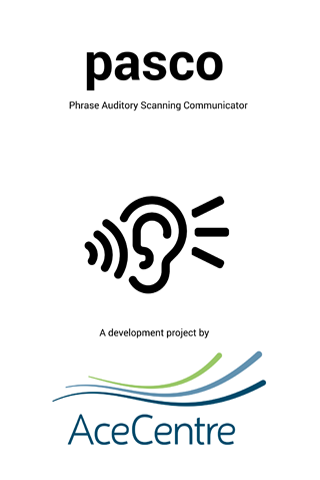 pasco
Phrase Auditory Scanning Communicator
A development project by
AceCentre